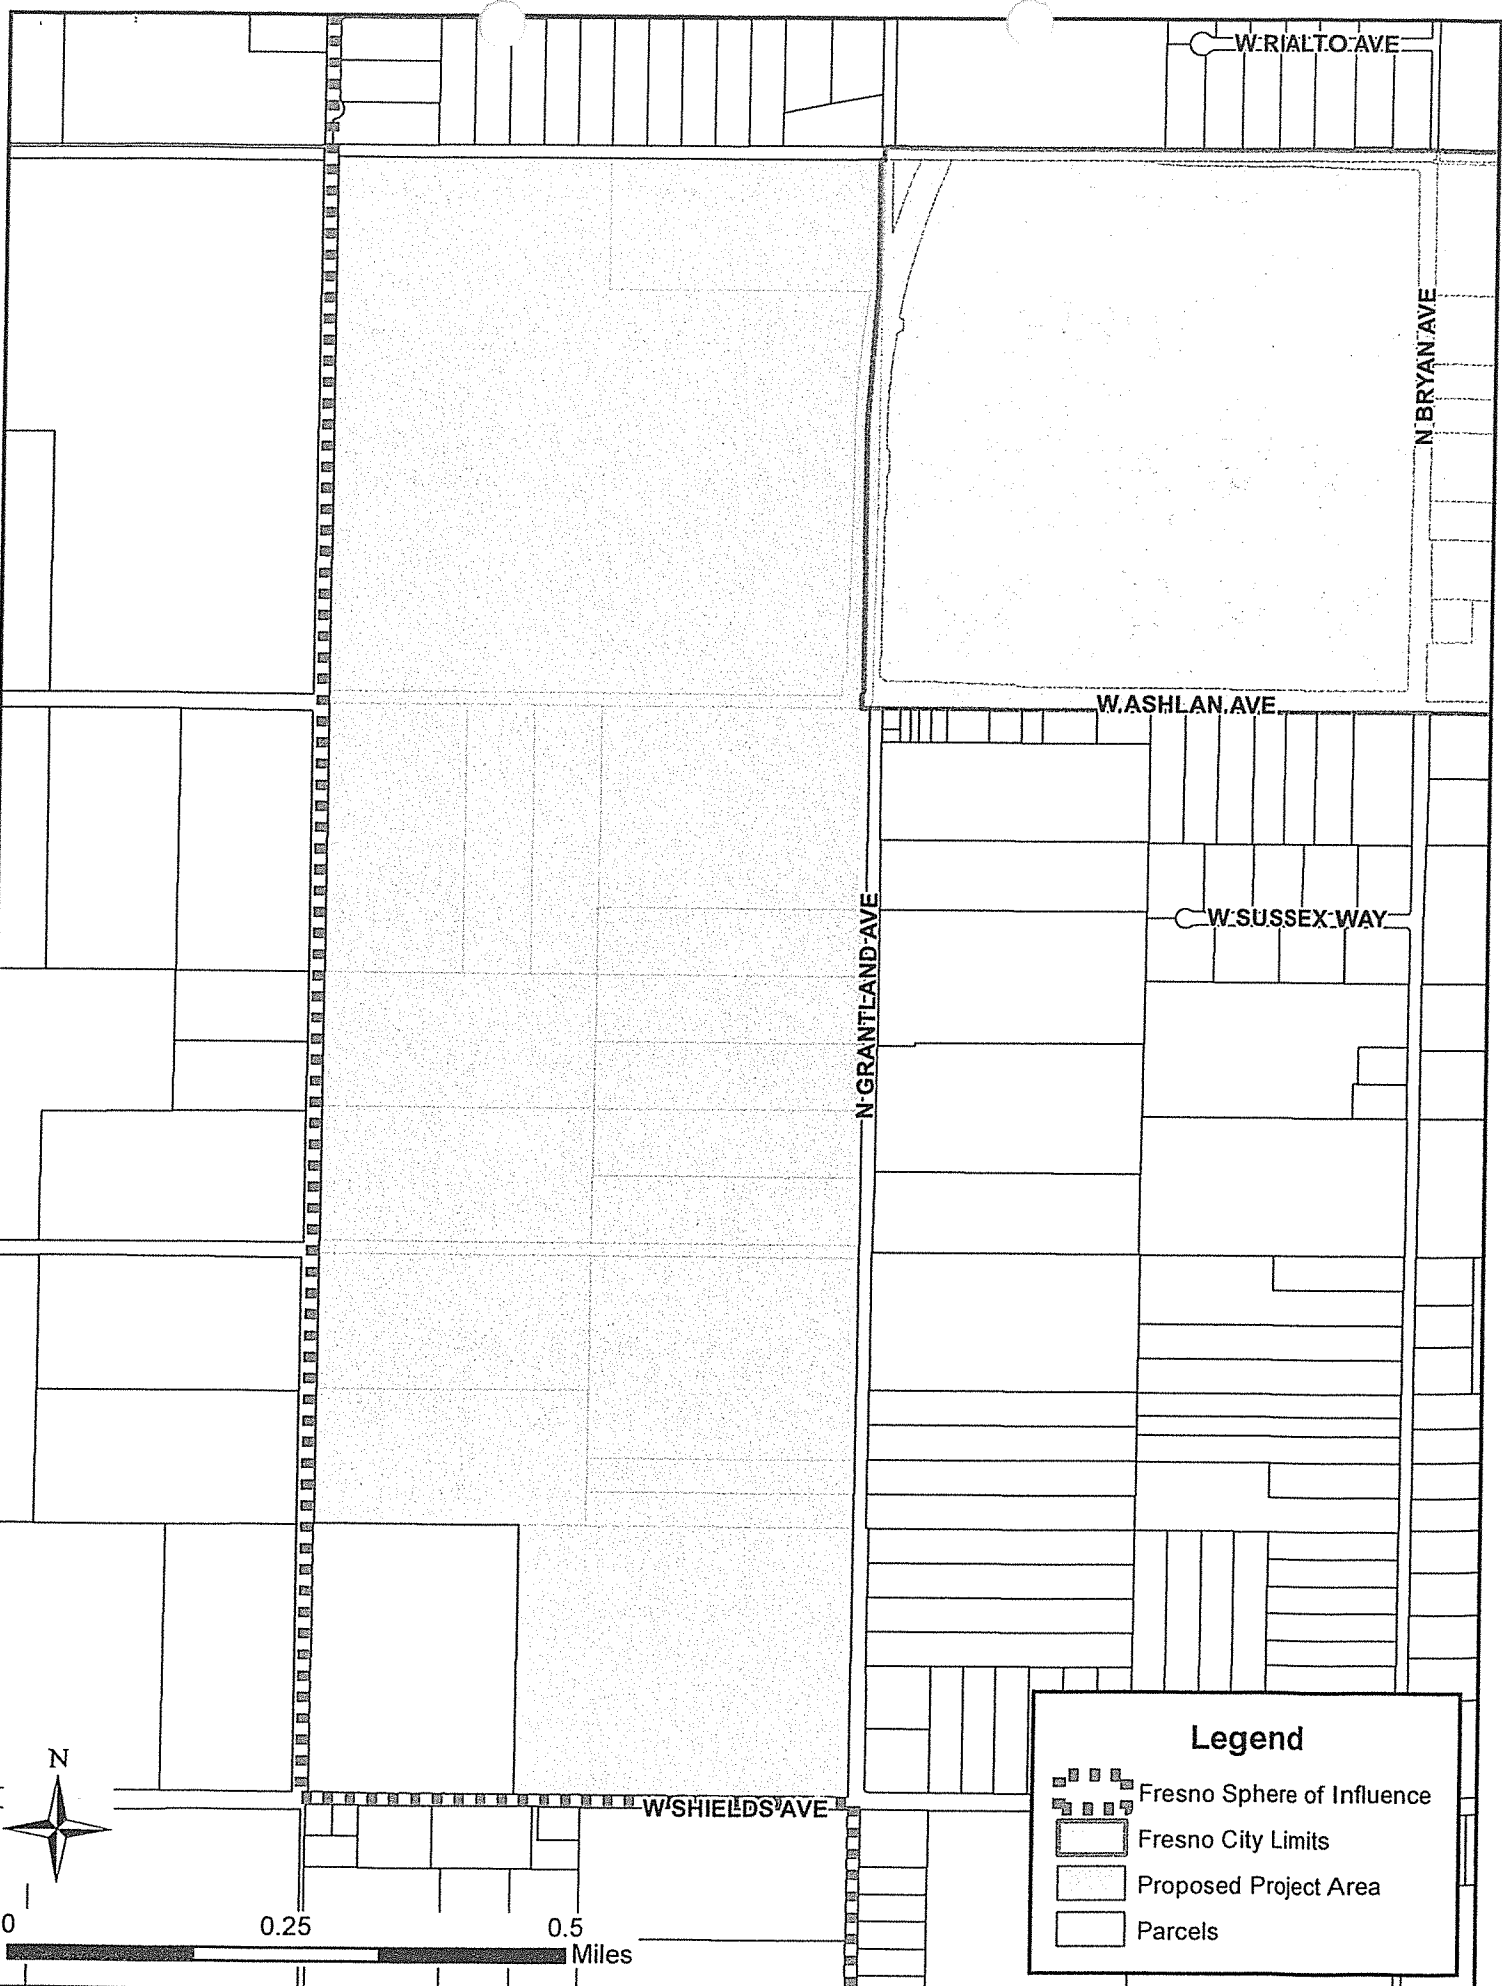 W RIALTO AVE
N BRYAN AVE
W ASHLAN AVE
N GRANTLAND AVE
W SUSSEX WAY
W SHIELDS AVE
Legend
Fresno Sphere of Influence
Fresno City Limits
Proposed Project Area
Parcels
N
0 0.25 0.5
Miles